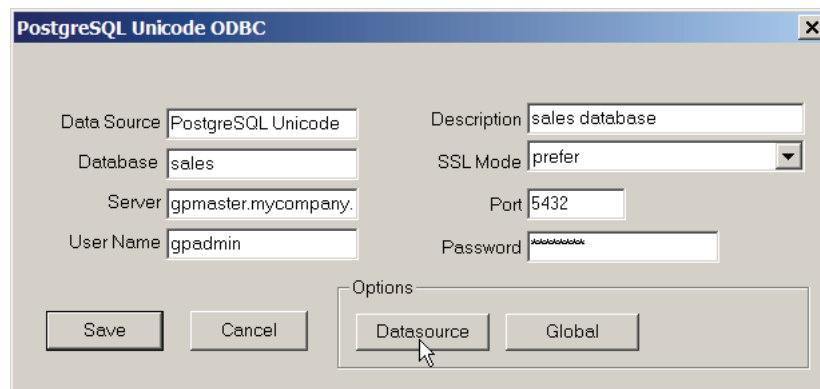 PostgreSQL Unicode ODBC
Data Source PostgreSQL Unicode
Description sales database
Database sales
SSL Mode prefer
Server gpmaster.mycompany.
Port 5432
User Name gpadmin
Password *********
Options
Save
Cancel
Datasource
Global